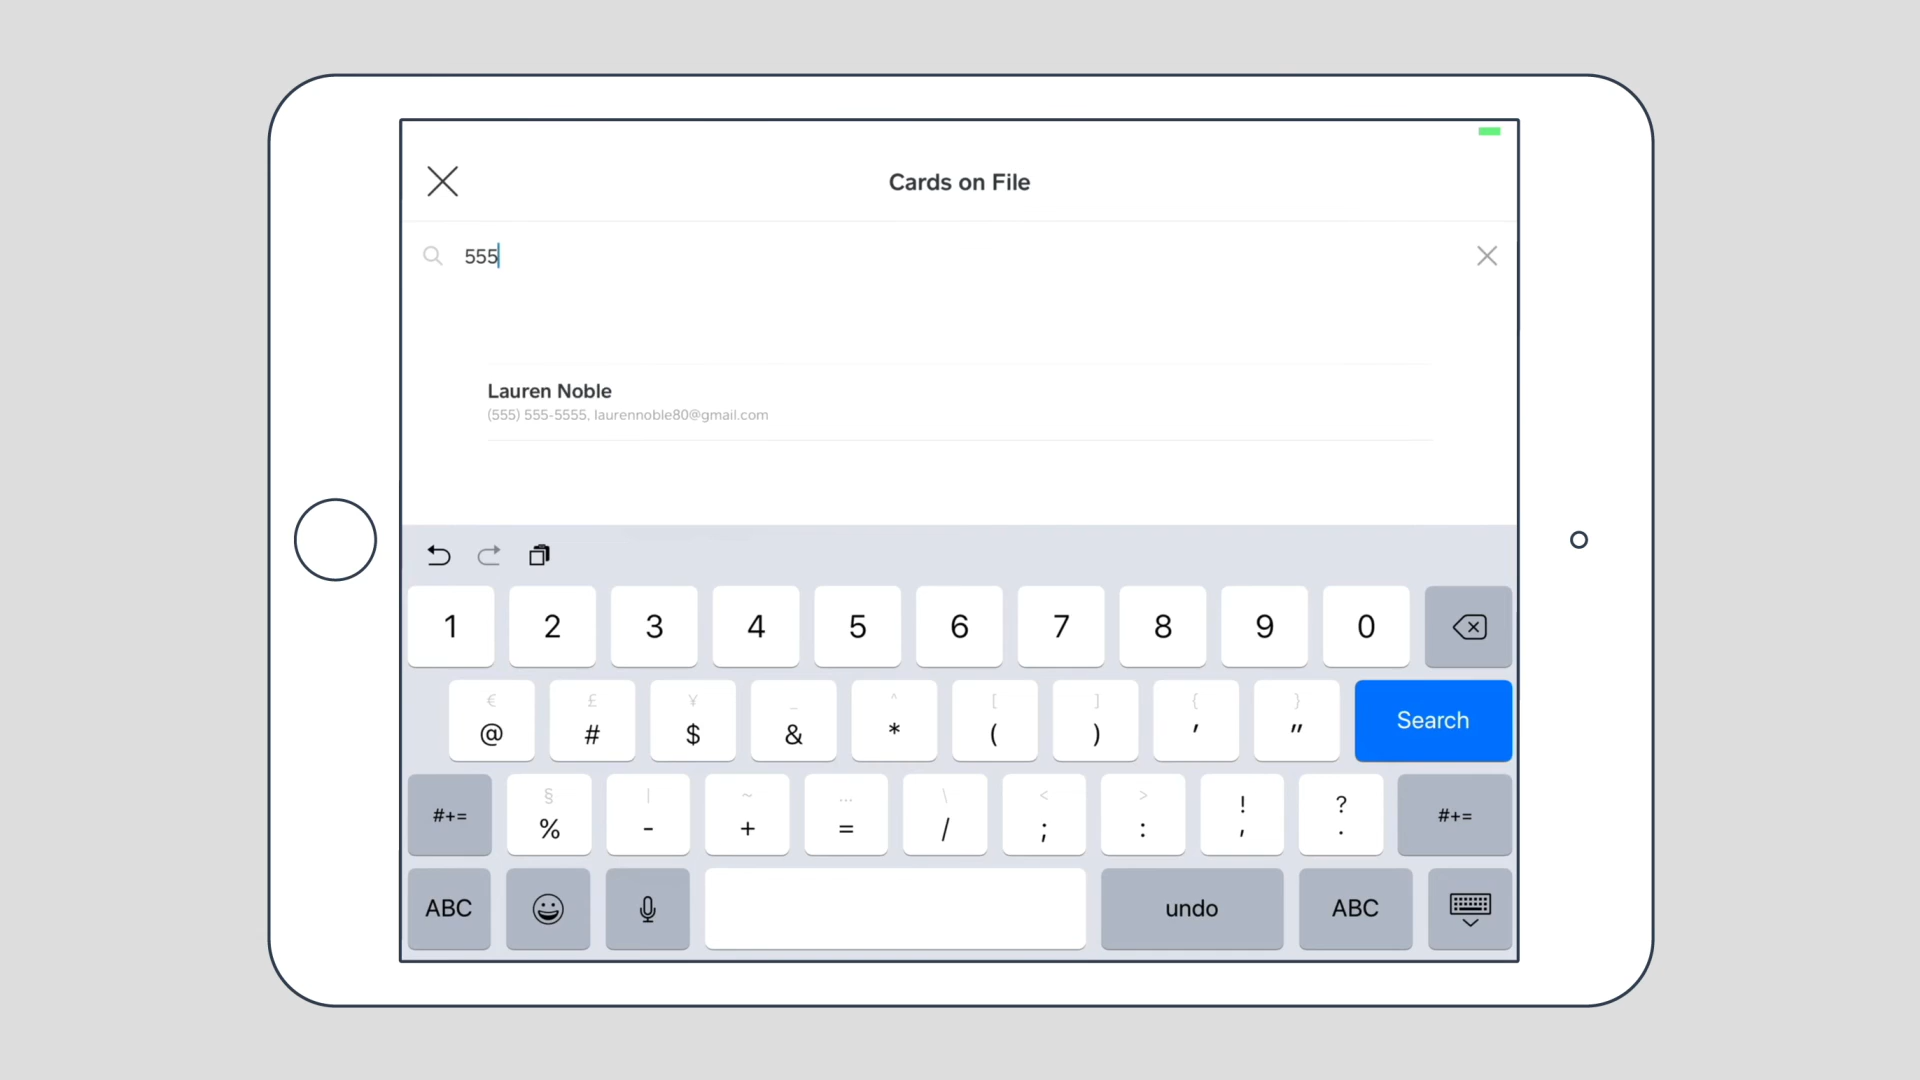 Cards on File
555
Lauren Noble
(555) 555-5555, laurennoble80@gmail.com
1 2 3 4 5 6 7 8 9 0
€ £ ¥ _ ^ [ ] { }
@ # $ & * ( ) ' " Search
§ | ~ … \ < > ! ?
#+= % - + = / ; : , . #+=
ABC undo ABC